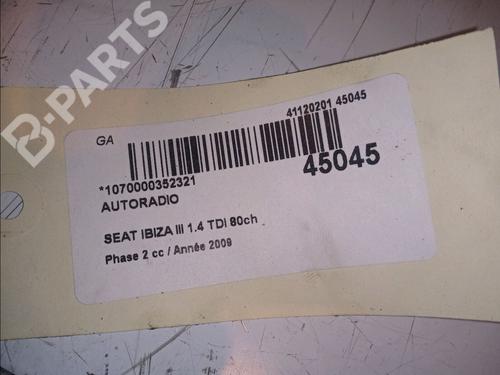 B-PARTS
GA
41120201 45045
45045
*1070000352321
AUTORADIO
SEAT IBIZA III 1.4 TDI 80ch
Phase 2 cc / Année 2009